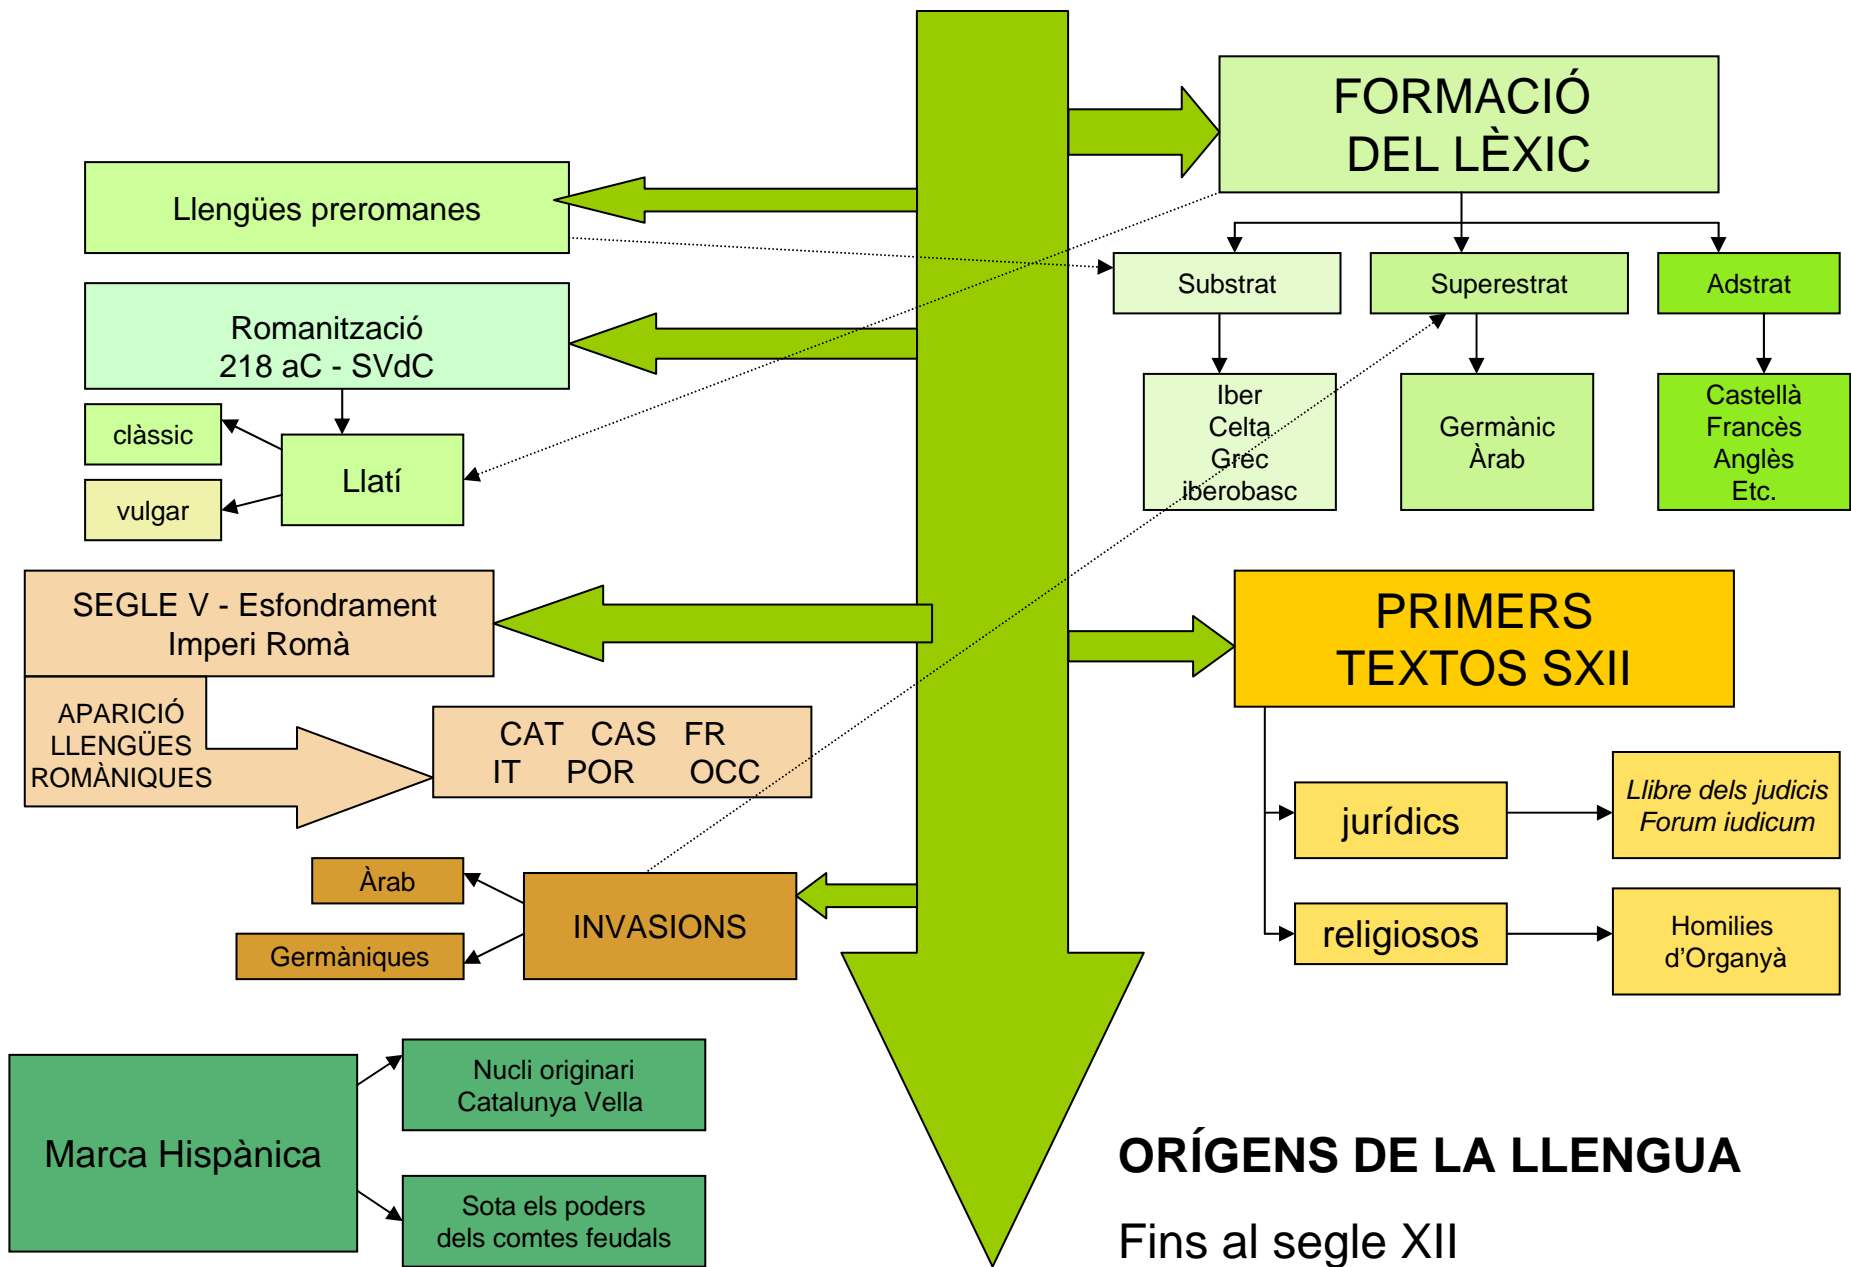 FORMACIÓ
DEL LÈXIC
Llengües preromanes
Substrat
Superestrat
Adstrat
Romanització
218 aC - SVdC
Iber
Celta
Grec
iberobasc
Germànic
Àrab
Castellà
Francès
Anglès
Etc.
clàssic
Llatí
vulgar
SEGLE V - Esfondrament
Imperi Romà
PRIMERS
TEXTOS SXII
APARICIÓ
LLENGÜES
ROMÀNIQUES
CAT CAS FR
IT POR OCC
jurídics
Llibre dels judicis
Forum iudicum
Àrab
INVASIONS
Germàniques
religiosos
Homilies
d'Organyà
Marca Hispànica
Nucli originari
Catalunya Vella
Sota els poders
dels comtes feudals
ORÍGENS DE LA LLENGUA
Fins al segle XII